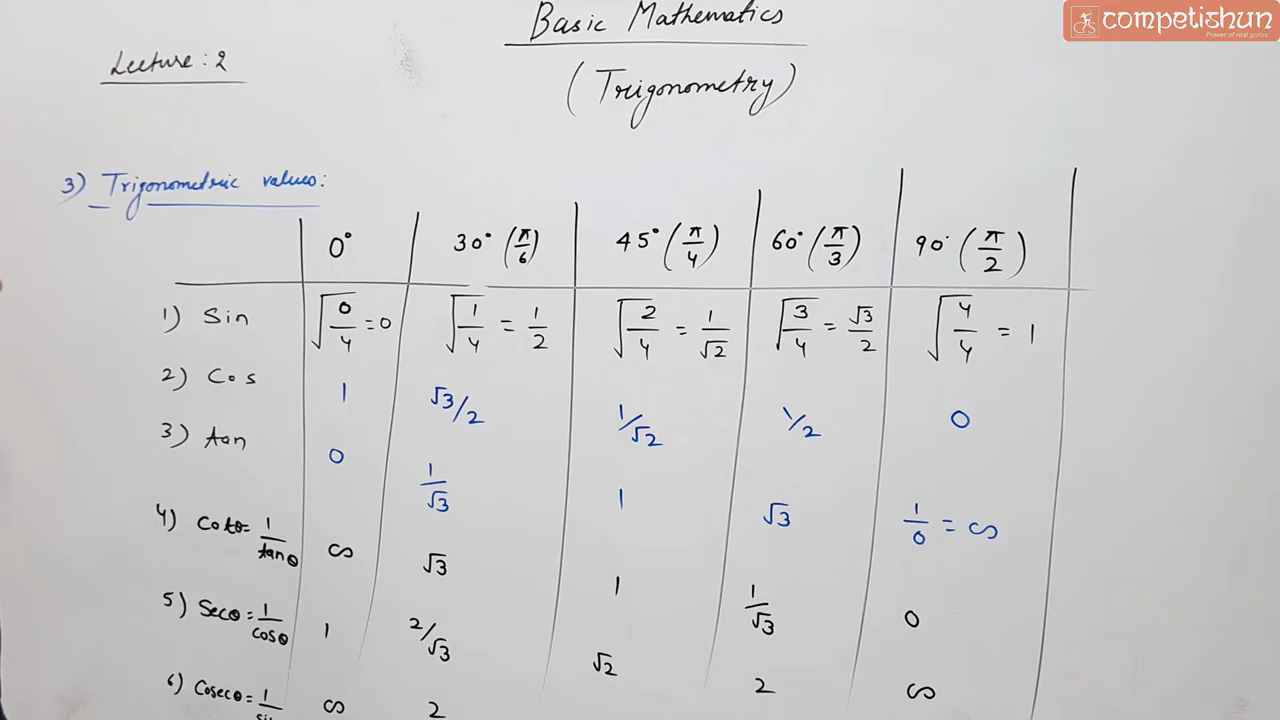 Basic Mathematics
competishun
Power of real gurus
Lecture : 2
(Trigonometry)
3) Trigonometric values:
0° 30° (π/6) 45° (π/4) 60° (π/3) 90° (π/2)
1) Sin √(0/4) = 0 √(1/4) = 1/2 √(2/4) = 1/√2 √(3/4) = √3/2 √(4/4) = 1
2) Cos 1 √3/2 1/√2 1/2 0
3) tan 0 1/√3 1 √3 1/0 = ∞
4) Cotθ = 1/tanθ ∞ √3 1 1/√3 0
5) Secθ = 1/cosθ 1 2/√3 √2 2 ∞
6) Cosecθ = 1/ ∞ 2